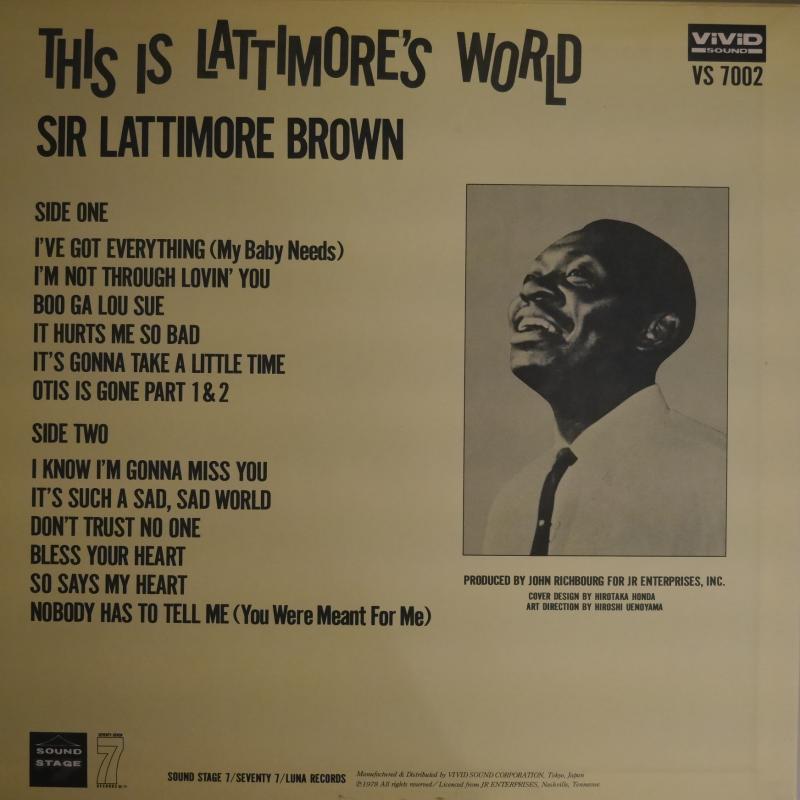 THIS IS LATTIMORE'S WORLD
ViViD
SOUND
VS 7002
SIR LATTIMORE BROWN
SIDE ONE
I'VE GOT EVERYTHING (My Baby Needs)
I'M NOT THROUGH LOVIN' YOU
BOO GA LOU SUE
IT HURTS ME SO BAD
IT'S GONNA TAKE A LITTLE TIME
OTIS IS GONE PART 1 & 2
SIDE TWO
I KNOW I'M GONNA MISS YOU
IT'S SUCH A SAD, SAD WORLD
DON'T TRUST NO ONE
BLESS YOUR HEART
SO SAYS MY HEART
NOBODY HAS TO TELL ME (You Were Meant For Me)
PRODUCED BY JOHN RICHBOURG FOR JR ENTERPRISES, INC.
COVER DESIGN BY HIROTAKA HONDA
ART DIRECTION BY HIROSHI UENOYAMA
SOUND
STAGE
SEVENTY SEVEN
7
RECORDS
SOUND STAGE 7/SEVENTY 7/LUNA RECORDS
Manufactured & Distributed by VIVID SOUND CORPORATION, Tokyo, Japan
℗1978 All rights reserved/Licenced from JR ENTERPRISES, Nashville, Tennessee